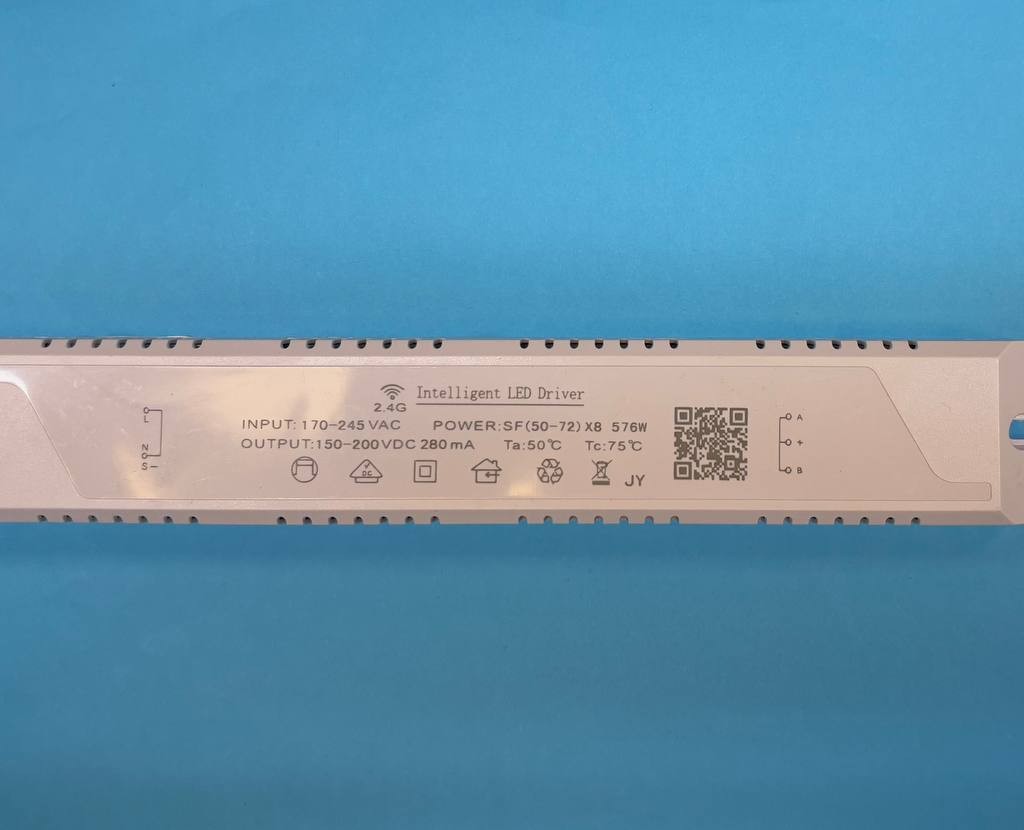 Intelligent LED Driver
2.4G
INPUT: 170-245 VAC POWER:SF(50-72)X8 576W
OUTPUT:150-200VDC 280mA Ta:50℃ Tc:75℃
DC
JY
L
N
S-
A
+
B